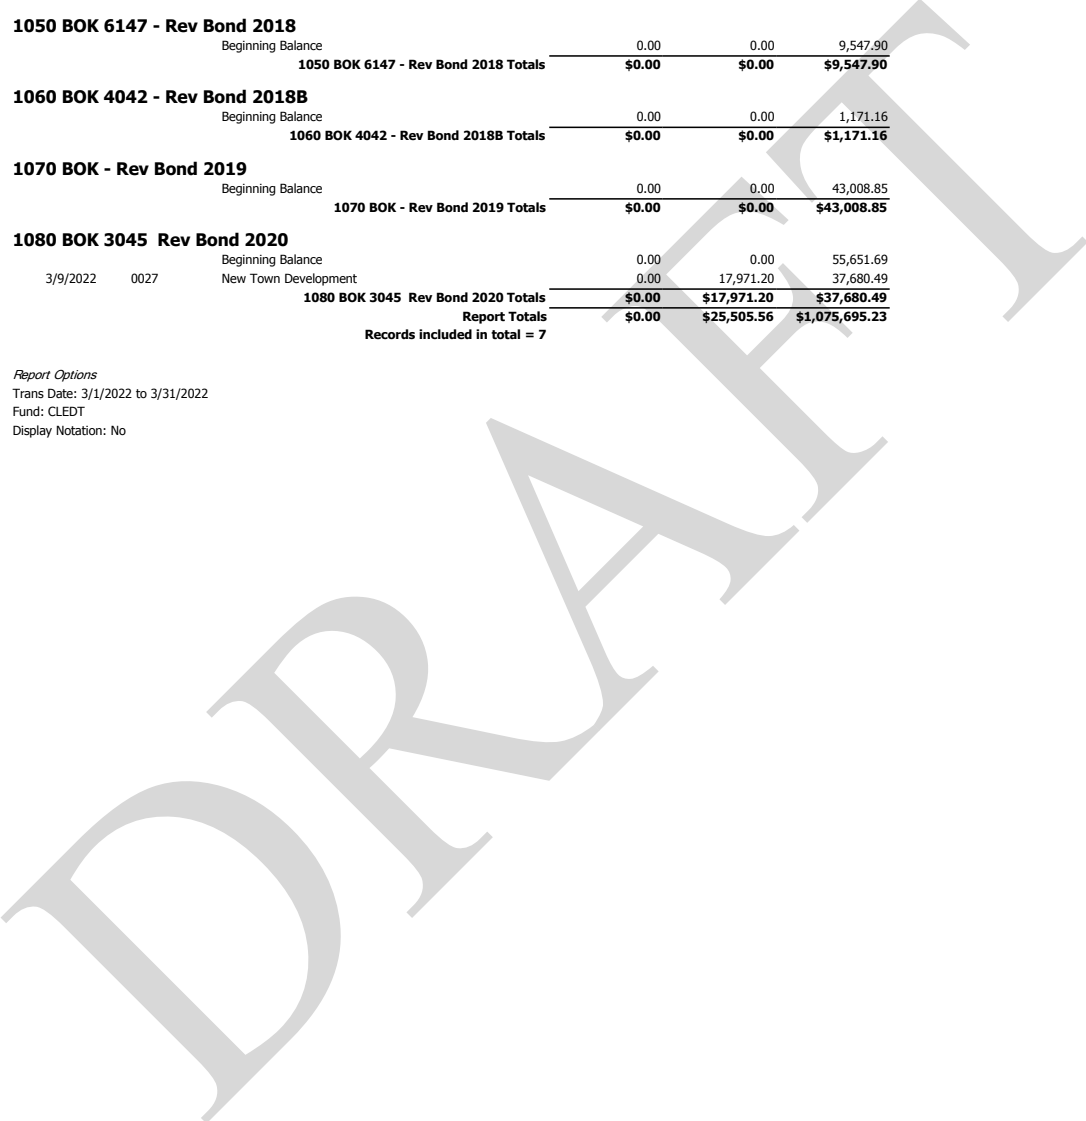 1050 BOK 6147 - Rev Bond 2018
Beginning Balance 0.00 0.00 9,547.90
1050 BOK 6147 - Rev Bond 2018 Totals $0.00 $0.00 $9,547.90
1060 BOK 4042 - Rev Bond 2018B
Beginning Balance 0.00 0.00 1,171.16
1060 BOK 4042 - Rev Bond 2018B Totals $0.00 $0.00 $1,171.16
1070 BOK - Rev Bond 2019
Beginning Balance 0.00 0.00 43,008.85
1070 BOK - Rev Bond 2019 Totals $0.00 $0.00 $43,008.85
1080 BOK 3045 Rev Bond 2020
Beginning Balance 0.00 0.00 55,651.69
3/9/2022 0027 New Town Development 0.00 17,971.20 37,680.49
1080 BOK 3045 Rev Bond 2020 Totals $0.00 $17,971.20 $37,680.49
Report Totals $0.00 $25,505.56 $1,075,695.23
Records included in total = 7
Report Options
Trans Date: 3/1/2022 to 3/31/2022
Fund: CLEDT
Display Notation: No
DRAFT